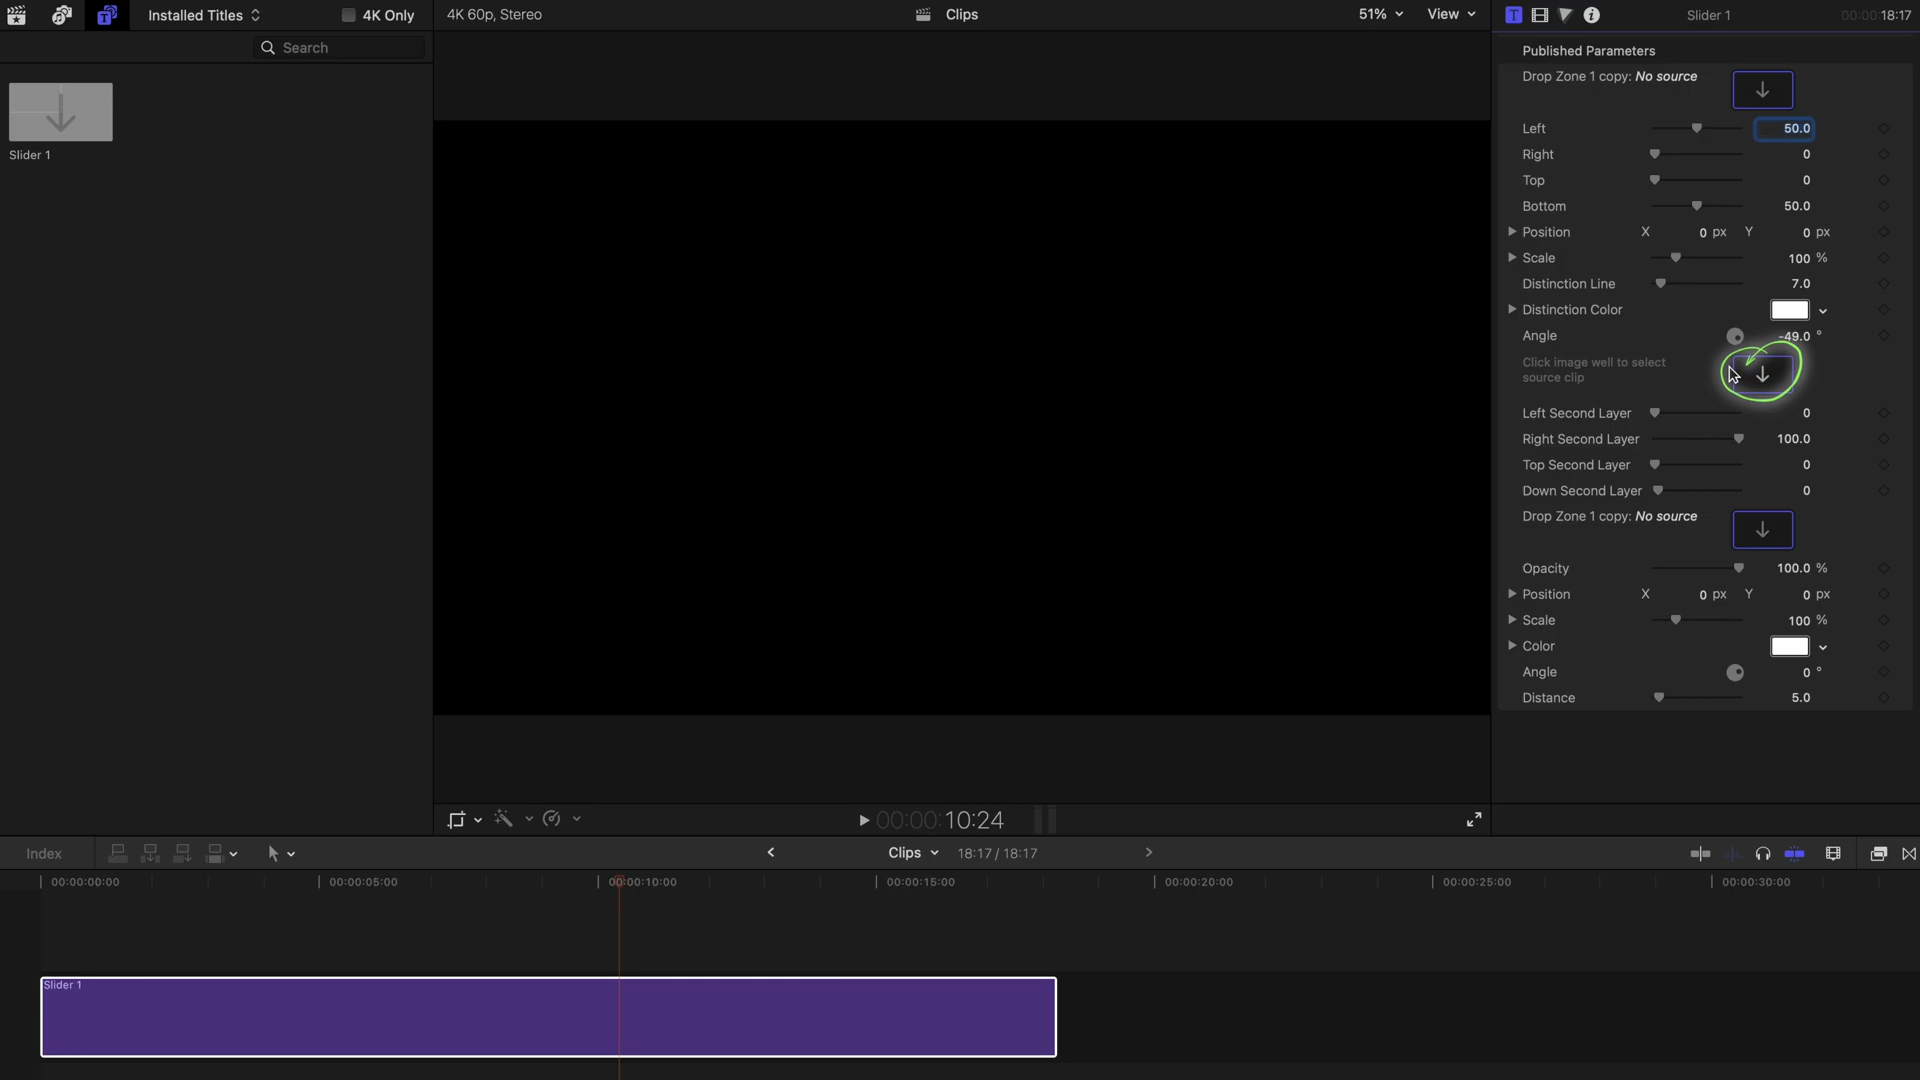 Installed Titles
4K Only
4K 60p, Stereo
Clips
51%
View
Slider 1
00:00:18:17
Search
Published Parameters
Drop Zone 1 copy: No source
Slider 1
Left 50.0
Right 0
Top 0
Bottom 50.0
Position X 0 px Y 0 px
Scale 100 %
Distinction Line 7.0
Distinction Color
Angle -49.0 °
Click image well to select
source clip
Left Second Layer 0
Right Second Layer 100.0
Top Second Layer 0
Down Second Layer 0
Drop Zone 1 copy: No source
Opacity 100.0 %
Position X 0 px Y 0 px
Scale 100 %
Color
Angle 0 °
Distance 5.0
00:00:10:24
Index
Clips
18:17 / 18:17
00:00:00:00
00:00:05:00
00:00:10:00
00:00:15:00
00:00:20:00
00:00:25:00
00:00:30:00
Slider 1